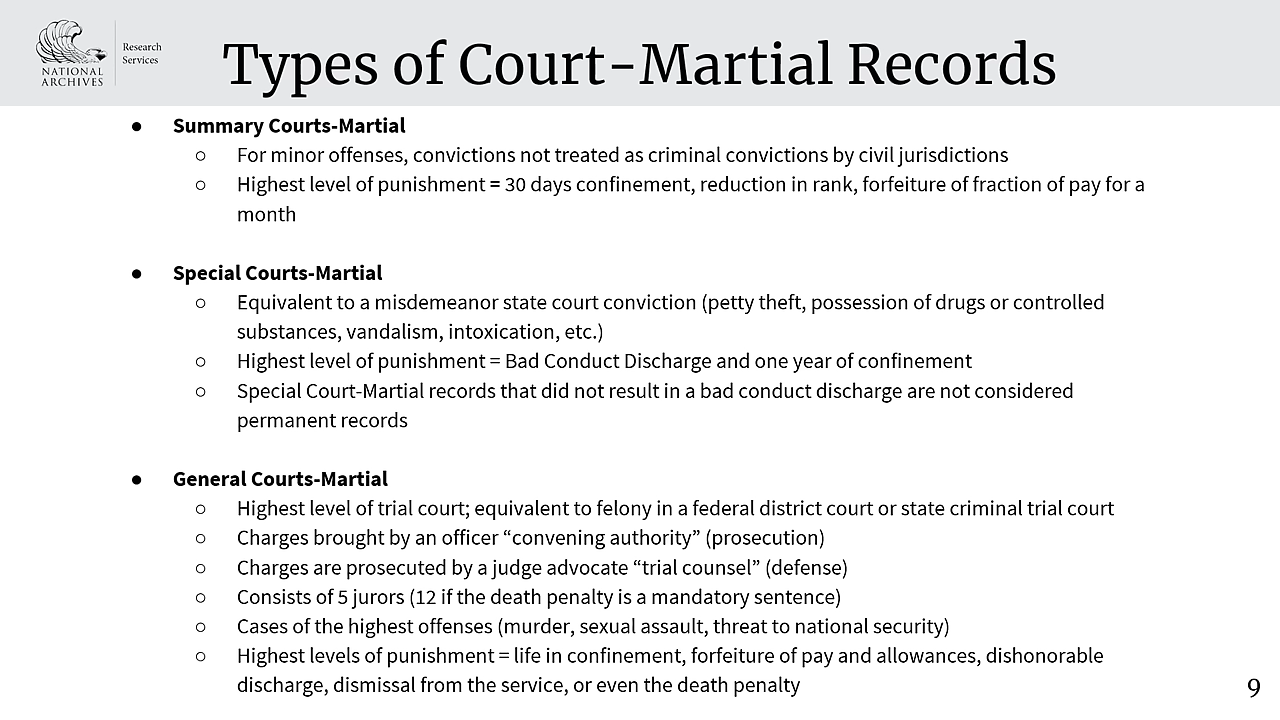 NATIONAL
ARCHIVES
Research
Services
Types of Court-Martial Records
● Summary Courts-Martial
○ For minor offenses, convictions not treated as criminal convictions by civil jurisdictions
○ Highest level of punishment = 30 days confinement, reduction in rank, forfeiture of fraction of pay for a
month
● Special Courts-Martial
○ Equivalent to a misdemeanor state court conviction (petty theft, possession of drugs or controlled
substances, vandalism, intoxication, etc.)
○ Highest level of punishment = Bad Conduct Discharge and one year of confinement
○ Special Court-Martial records that did not result in a bad conduct discharge are not considered
permanent records
● General Courts-Martial
○ Highest level of trial court; equivalent to felony in a federal district court or state criminal trial court
○ Charges brought by an officer “convening authority” (prosecution)
○ Charges are prosecuted by a judge advocate “trial counsel” (defense)
○ Consists of 5 jurors (12 if the death penalty is a mandatory sentence)
○ Cases of the highest offenses (murder, sexual assault, threat to national security)
○ Highest levels of punishment = life in confinement, forfeiture of pay and allowances, dishonorable
discharge, dismissal from the service, or even the death penalty
9